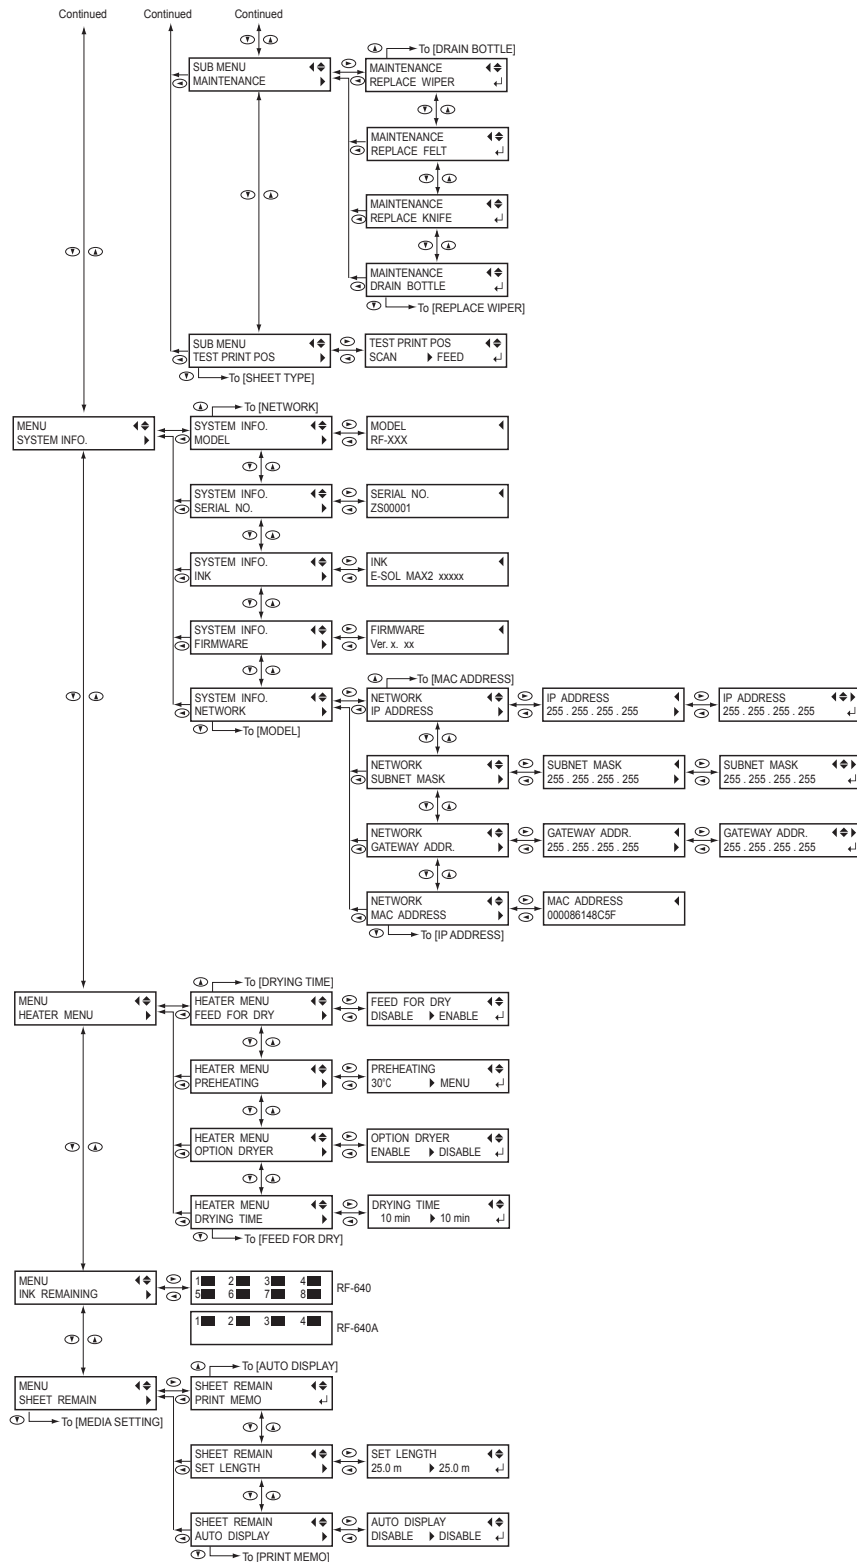 Continued
Continued
Continued
To [DRAIN BOTTLE]
SUB MENU
MAINTENANCE
MAINTENANCE
REPLACE WIPER
MAINTENANCE
REPLACE FELT
MAINTENANCE
REPLACE KNIFE
MAINTENANCE
DRAIN BOTTLE
To [REPLACE WIPER]
SUB MENU
TEST PRINT POS
TEST PRINT POS
SCAN FEED
To [SHEET TYPE]
To [NETWORK]
MENU
SYSTEM INFO.
SYSTEM INFO.
MODEL
MODEL
RF-XXX
SYSTEM INFO.
SERIAL NO.
SERIAL NO.
ZS00001
SYSTEM INFO.
INK
INK
E-SOL MAX2 xxxxx
SYSTEM INFO.
FIRMWARE
FIRMWARE
Ver. x. xx
To [MAC ADDRESS]
SYSTEM INFO.
NETWORK
NETWORK
IP ADDRESS
IP ADDRESS
255 . 255 . 255 . 255
IP ADDRESS
255 . 255 . 255 . 255
To [MODEL]
NETWORK
SUBNET MASK
SUBNET MASK
255 . 255 . 255 . 255
SUBNET MASK
255 . 255 . 255 . 255
NETWORK
GATEWAY ADDR.
GATEWAY ADDR.
255 . 255 . 255 . 255
GATEWAY ADDR.
255 . 255 . 255 . 255
NETWORK
MAC ADDRESS
MAC ADDRESS
000086148C5F
To [IP ADDRESS]
To [DRYING TIME]
MENU
HEATER MENU
HEATER MENU
FEED FOR DRY
FEED FOR DRY
DISABLE ENABLE
HEATER MENU
PREHEATING
PREHEATING
30°C MENU
HEATER MENU
OPTION DRYER
OPTION DRYER
ENABLE DISABLE
HEATER MENU
DRYING TIME
DRYING TIME
10 min 10 min
To [FEED FOR DRY]
MENU
INK REMAINING
1 2 3 4
5 6 7 8
RF-640
1 2 3 4
RF-640A
To [AUTO DISPLAY]
MENU
SHEET REMAIN
SHEET REMAIN
PRINT MEMO
To [MEDIA SETTING]
SHEET REMAIN
SET LENGTH
SET LENGTH
25.0 m 25.0 m
SHEET REMAIN
AUTO DISPLAY
AUTO DISPLAY
DISABLE DISABLE
To [PRINT MEMO]